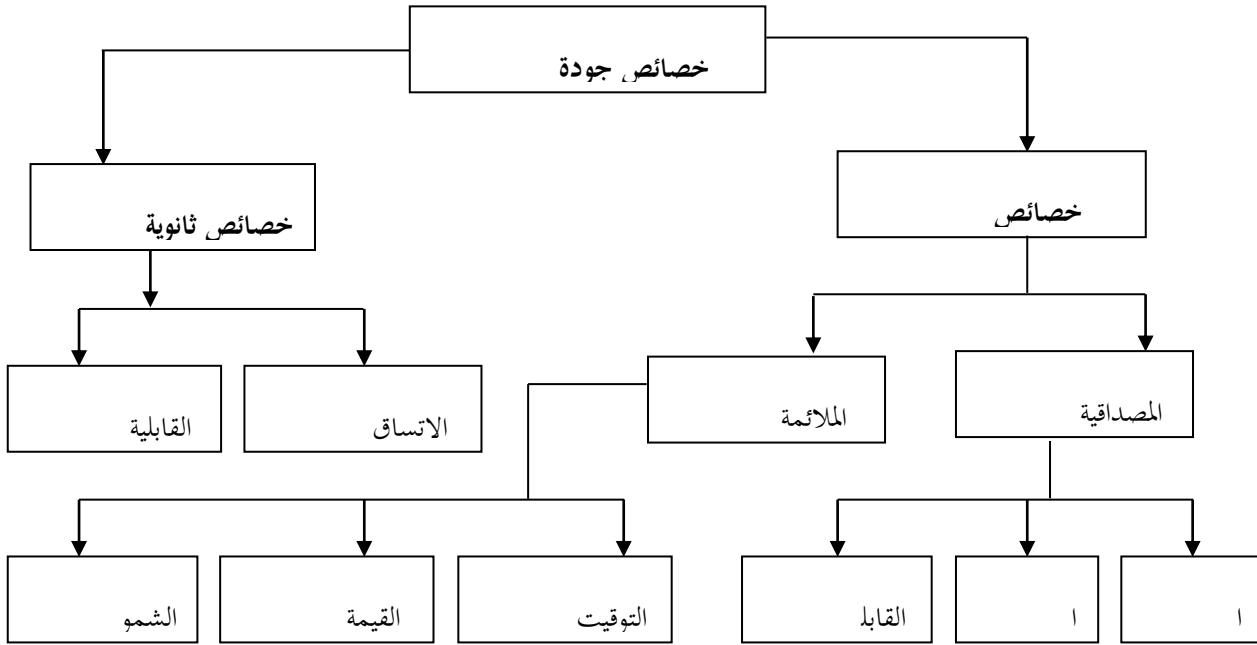 خصائص جودة
خصائص
خصائص ثانوية
المصداقية
الملائمة
الاتساق
القابلية
ا
ا
القابل
التوقيت
القيمة
الشمو